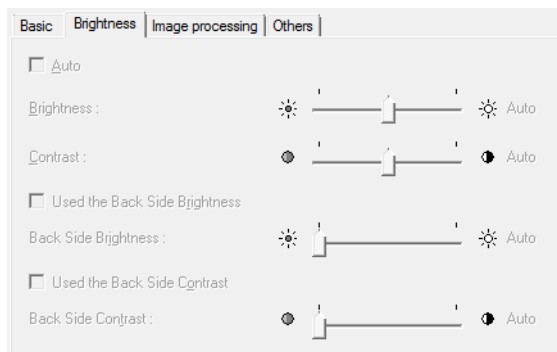 Basic Brightness Image processing Others
Auto
Brightness : Auto
Contrast : Auto
Used the Back Side Brightness
Back Side Brightness : Auto
Used the Back Side Contrast
Back Side Contrast : Auto